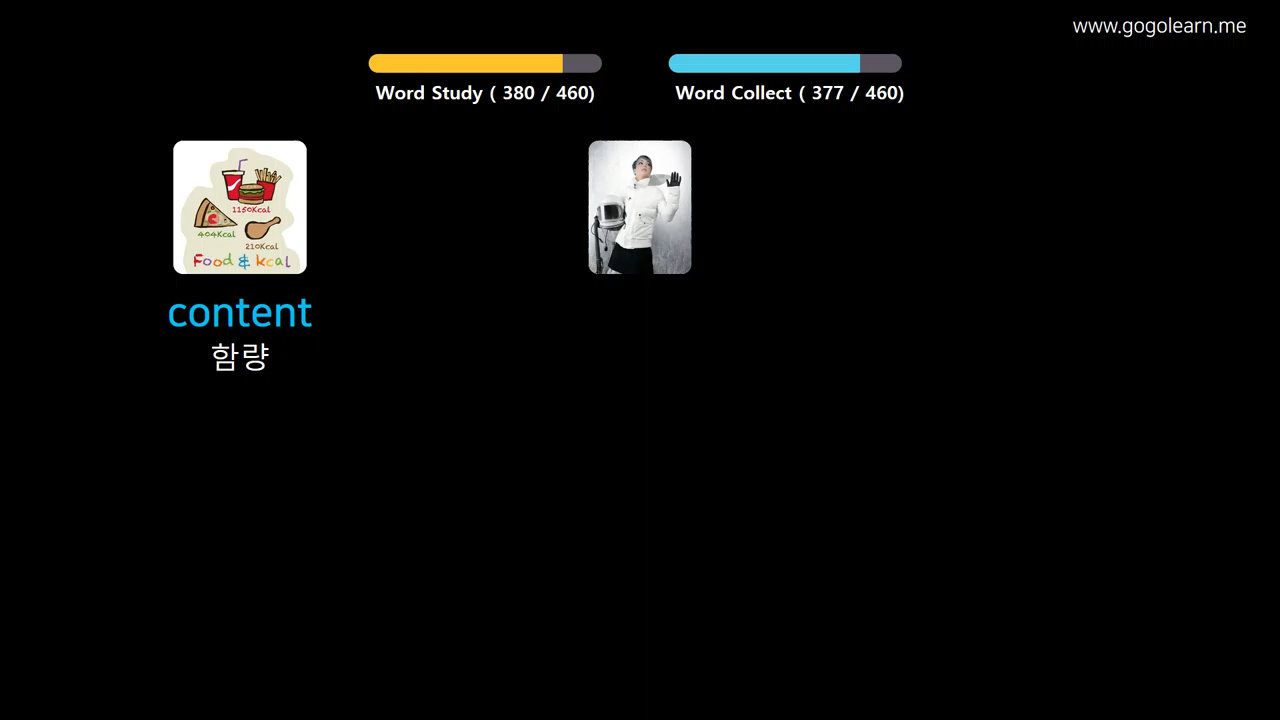 www.gogolearn.me
Word Study ( 380 / 460)
Word Collect ( 377 / 460)
1150Kcal
404Kcal
210Kcal
Food & kcal
content
함량